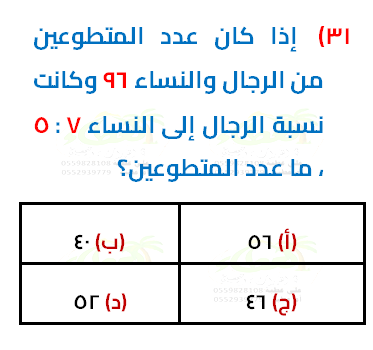 ٣١) إذا كان عدد المتطوعين
من الرجال والنساء ٩٦ وكانت
نسبة الرجال إلى النساء ٧ : ٥
، ما عدد المتطوعين؟
(أ) ٥٦
(ب) ٤٠
(ج) ٤٦
(د) ٥٢